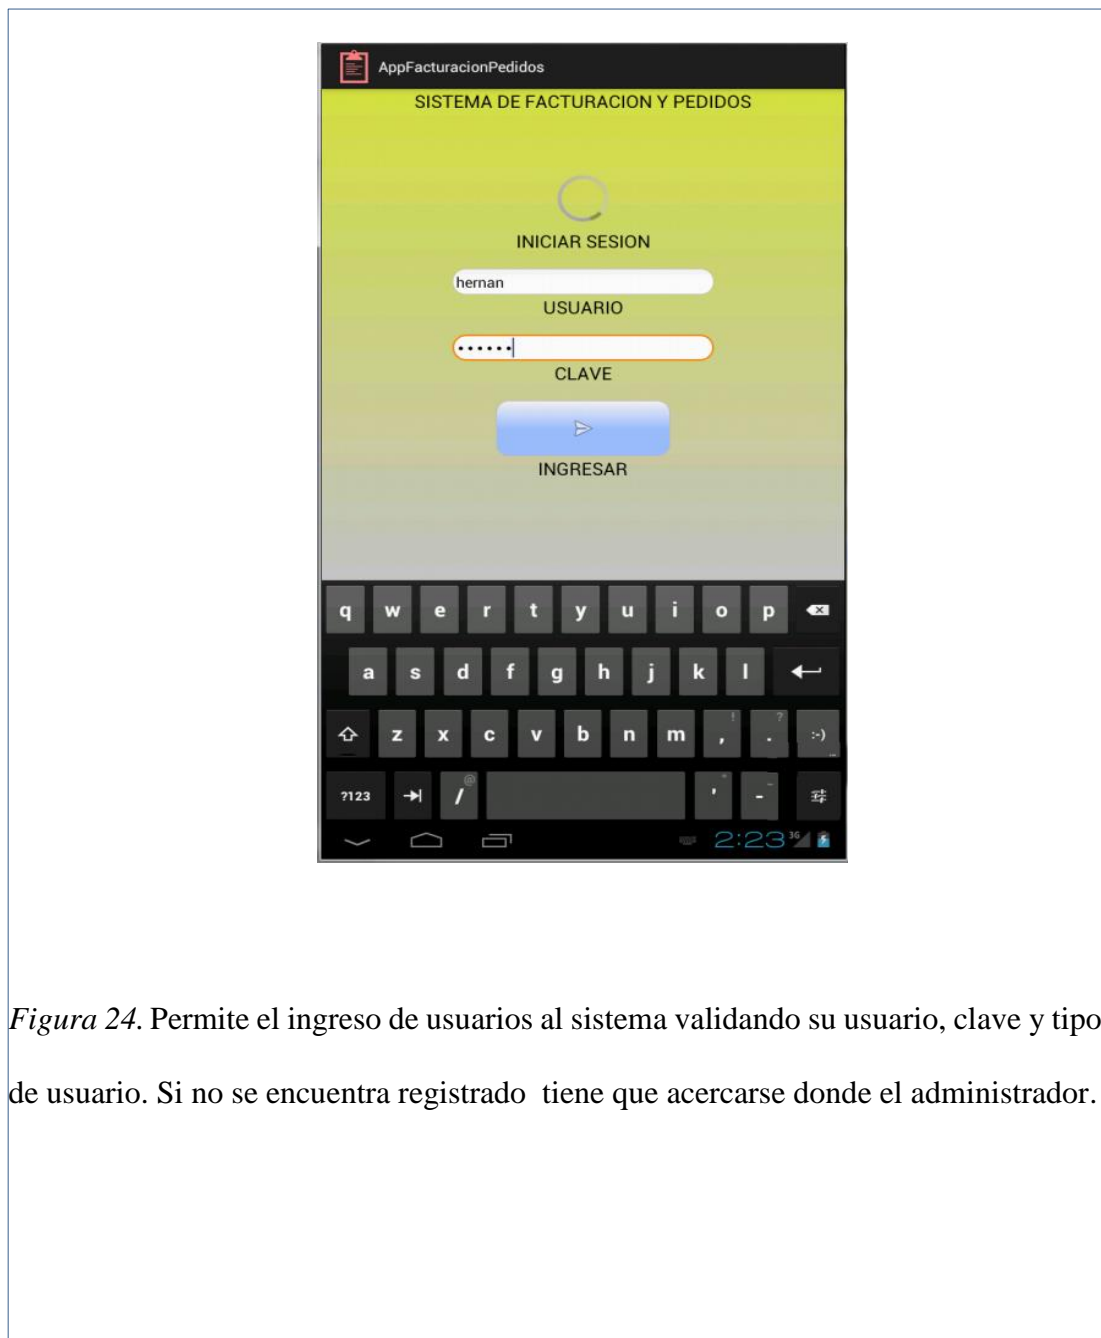 AppFacturacionPedidos
SISTEMA DE FACTURACION Y PEDIDOS
INICIAR SESION
hernan
USUARIO
••••••
CLAVE
INGRESAR
q w e r t y u i o p
a s d f g h j k l
z x c v b n m , ! . ? :-) ...
?123 / @ ' " - _
2:23 3G
Figura 24. Permite el ingreso de usuarios al sistema validando su usuario, clave y tipo
de usuario. Si no se encuentra registrado tiene que acercarse donde el administrador.